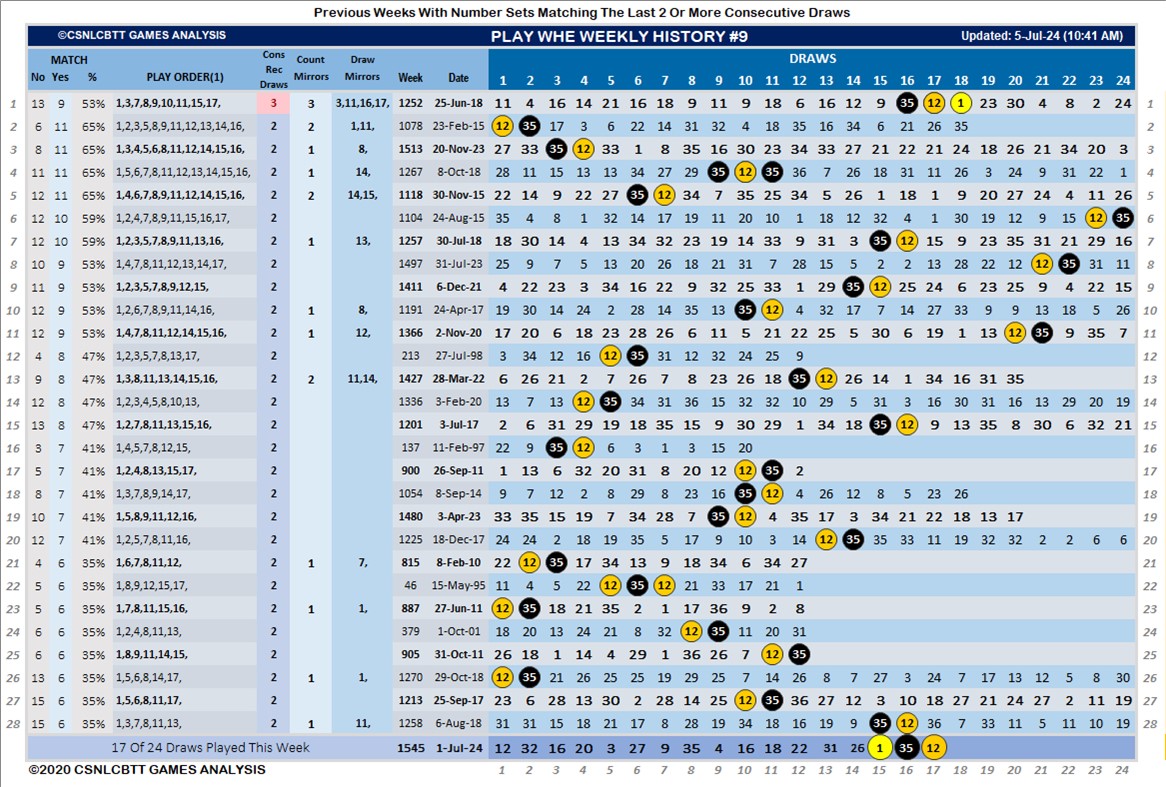 Previous Weeks With Number Sets Matching The Last 2 Or More Consecutive Draws
©CSNLCBTT GAMES ANALYSIS PLAY WHE WEEKLY HISTORY #9 Updated: 5-Jul-24 (10:41 AM)
MATCH Cons Rec Draws Count Mirrors Draw Mirrors DRAWS
No Yes % PLAY ORDER(1) Week Date 1 2 3 4 5 6 7 8 9 10 11 12 13 14 15 16 17 18 19 20 21 22 23 24
1 13 9 53% 1,3,7,8,9,10,11,15,17, 3 3 3,11,16,17, 1252 25-Jun-18 11 4 16 14 21 16 18 9 11 9 18 6 16 12 9 35 12 1 23 30 4 8 2 24 1
2 6 11 65% 1,2,3,5,8,9,11,12,13,14,16, 2 2 1,11, 1078 23-Feb-15 12 35 17 3 6 22 14 31 32 4 18 35 16 34 6 21 26 35 2
3 8 11 65% 1,3,4,5,6,8,11,12,14,15,16, 2 1 8, 1513 20-Nov-23 27 33 35 12 33 1 8 35 16 30 23 34 33 27 21 22 21 24 18 26 21 34 20 3 3
4 11 11 65% 1,5,6,7,8,11,12,13,14,15,16, 2 1 14, 1267 8-Oct-18 28 11 15 13 13 34 27 29 35 12 35 36 7 26 18 31 11 26 3 24 9 31 22 1 4
5 12 11 65% 1,4,6,7,8,9,11,12,14,15,16, 2 2 14,15, 1118 30-Nov-15 22 14 9 22 27 35 12 34 7 35 25 34 5 26 1 18 1 9 20 27 24 4 11 26 5
6 12 10 59% 1,2,4,7,8,9,11,15,16,17, 2 1104 24-Aug-15 35 4 8 1 32 14 17 19 11 20 10 1 18 12 32 4 1 30 19 12 9 15 12 35 6
7 12 10 59% 1,2,3,5,7,8,9,11,13,16, 2 1 13, 1257 30-Jul-18 18 30 14 4 13 34 32 23 19 14 33 9 31 3 35 12 15 9 23 35 31 21 29 16 7
8 10 9 53% 1,4,7,8,11,12,13,14,17, 2 1497 31-Jul-23 25 9 7 5 13 20 26 18 21 31 7 28 15 5 2 2 13 28 22 12 12 35 31 11 8
9 11 9 53% 1,2,3,5,7,8,9,12,15, 2 1411 6-Dec-21 4 22 23 3 34 16 22 9 32 25 33 1 29 35 12 25 24 6 23 25 9 4 22 15 9
10 12 9 53% 1,2,6,7,8,9,11,14,16, 2 1 8, 1191 24-Apr-17 19 30 14 24 2 28 14 35 13 35 12 4 32 17 7 14 27 33 9 9 13 18 5 26 10
11 12 9 53% 1,4,7,8,11,12,14,15,16, 2 1 12, 1366 2-Nov-20 17 20 6 18 23 28 26 6 11 5 21 22 25 5 30 6 19 1 13 12 35 9 35 7 11
12 4 8 47% 1,2,3,5,7,8,13,17, 2 213 27-Jul-98 3 34 12 16 12 35 31 12 32 24 25 9 12
13 9 8 47% 1,3,8,11,13,14,15,16, 2 2 11,14, 1427 28-Mar-22 6 26 21 2 7 26 7 8 23 26 18 35 12 26 14 1 34 16 31 35 13
14 12 8 47% 1,2,3,4,5,8,10,13, 2 1336 3-Feb-20 13 7 13 12 35 34 31 36 15 32 32 10 29 5 31 3 16 30 31 16 13 29 20 19 14
15 13 8 47% 1,2,7,8,11,13,15,16, 2 1201 3-Jul-17 2 6 31 29 19 18 35 15 9 30 29 1 34 18 35 12 9 13 35 8 30 6 32 21 15
16 3 7 41% 1,4,5,7,8,12,15, 2 137 11-Feb-97 22 9 35 12 6 3 1 3 15 20 16
17 5 7 41% 1,2,4,8,13,15,17, 2 900 26-Sep-11 1 13 6 32 20 31 8 20 12 12 35 2 17
18 8 7 41% 1,3,7,8,9,14,17, 2 1054 8-Sep-14 9 7 12 2 8 29 8 23 16 35 12 4 26 12 8 5 23 26 18
19 10 7 41% 1,5,8,9,11,12,16, 2 1480 3-Apr-23 33 35 15 19 7 34 28 7 35 12 4 35 17 3 34 21 22 18 13 17 19
20 12 7 41% 1,2,5,7,8,11,16, 2 1225 18-Dec-17 24 24 2 18 19 35 5 17 9 10 3 14 12 35 35 33 11 19 32 32 2 2 6 6 20
21 4 6 35% 1,6,7,8,11,12, 2 1 7, 815 8-Feb-10 22 12 35 17 34 13 9 18 34 6 34 27 21
22 5 6 35% 1,8,9,12,15,17, 2 46 15-May-95 11 4 5 22 12 35 12 21 33 17 21 1 22
23 5 6 35% 1,7,8,11,15,16, 2 1 1, 887 27-Jun-11 12 35 18 21 35 2 1 17 36 9 2 8 23
24 6 6 35% 1,2,4,8,11,13, 2 379 1-Oct-01 18 20 13 24 21 8 32 12 35 11 20 31 24
25 6 6 35% 1,8,9,11,14,15, 2 905 31-Oct-11 26 18 1 14 4 29 1 36 26 7 12 35 25
26 13 6 35% 1,5,6,8,14,17, 2 1 1, 1270 29-Oct-18 12 35 21 26 25 25 19 29 25 7 14 26 8 7 27 3 24 7 17 13 12 5 8 30 26
27 15 6 35% 1,5,6,8,11,17, 2 1213 25-Sep-17 23 6 28 13 30 2 28 14 25 12 35 36 27 12 3 10 18 27 21 24 27 2 11 19 27
28 15 6 35% 1,3,7,8,11,13, 2 1 11, 1258 6-Aug-18 31 31 15 18 21 17 8 28 19 34 18 16 19 9 35 12 36 7 33 11 5 11 10 19 28
17 Of 24 Draws Played This Week 1545 1-Jul-24 12 32 16 20 3 27 9 35 4 16 18 22 31 26 1 35 12
©2020 CSNLCBTT GAMES ANALYSIS 1 2 3 4 5 6 7 8 9 10 11 12 13 14 15 16 17 18 19 20 21 22 23 24